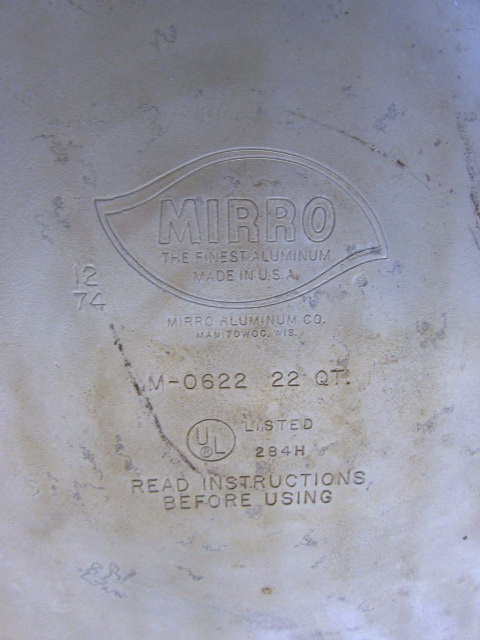 MIRRO
THE FINEST ALUMINUM
MADE IN U.S.A.
12
74
MIRRO ALUMINUM CO.
MANITOWOC, WIS.
M-0622 22 QT.
UL
®
LISTED
284H
READ INSTRUCTIONS
BEFORE USING